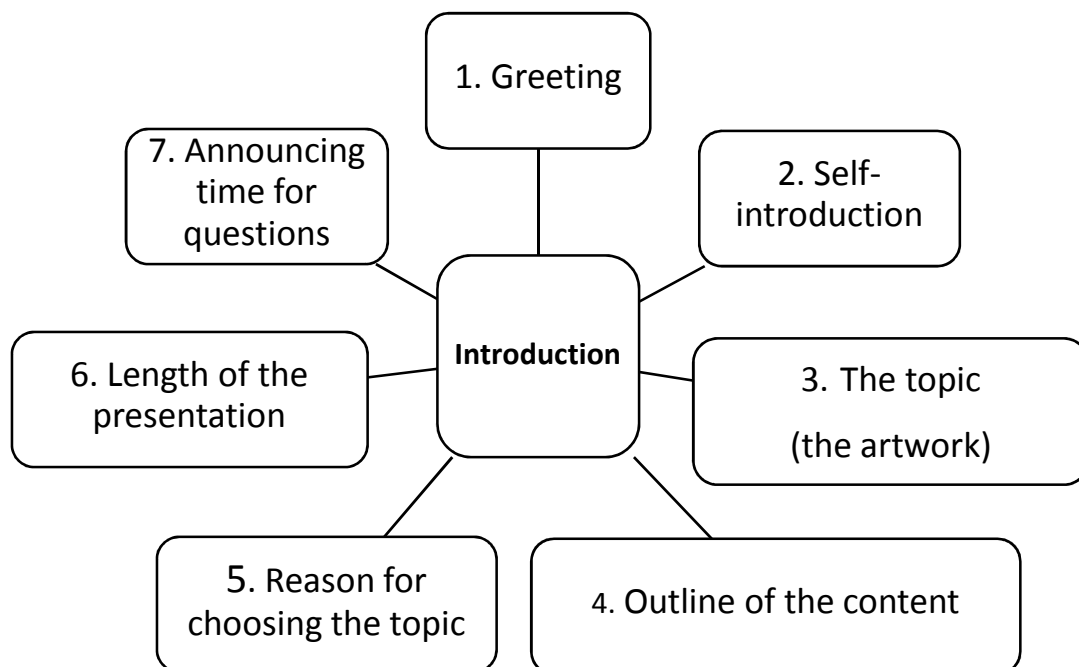 1. Greeting
2. Self-
introduction
3. The topic
(the artwork)
4. Outline of the content
5. Reason for
choosing the topic
6. Length of the
presentation
7. Announcing
time for
questions
Introduction